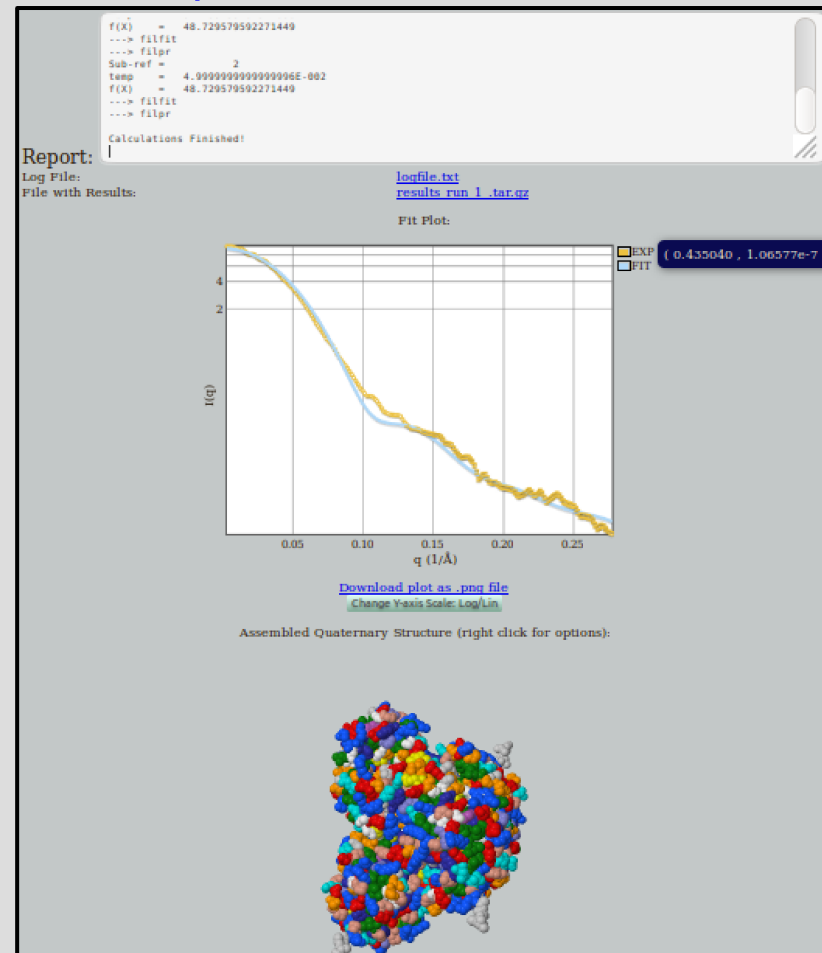 f(X) = 48.729579592271449
---> filfit
---> filpr
Sub-ref = 2
temp = 4.9999999999999996E-002
f(X) = 48.729579592271449
---> filfit
---> filpr
Calculations Finished!
Report:
Log File: logfile.txt
File with Results: results_run_1_.tar.gz
Fit Plot:
EXP ( 0.435040 , 1.06577e-7
FIT
4
2
I(q)
0.05 0.10 0.15 0.20 0.25
q (1/Å)
Download plot as .png file
Change Y-axis Scale: Log/Lin
Assembled Quaternary Structure (right click for options):